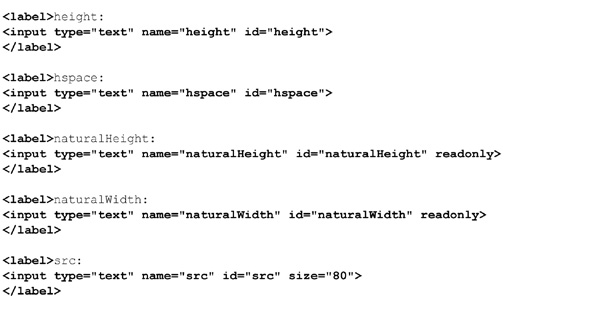 <label>height:
<input type="text" name="height" id="height">
</label>
<label>hspace:
<input type="text" name="hspace" id="hspace">
</label>
<label>naturalHeight:
<input type="text" name="naturalHeight" id="naturalHeight" readonly>
</label>
<label>naturalWidth:
<input type="text" name="naturalWidth" id="naturalWidth" readonly>
</label>
<label>src:
<input type="text" name="src" id="src" size="80">
</label>